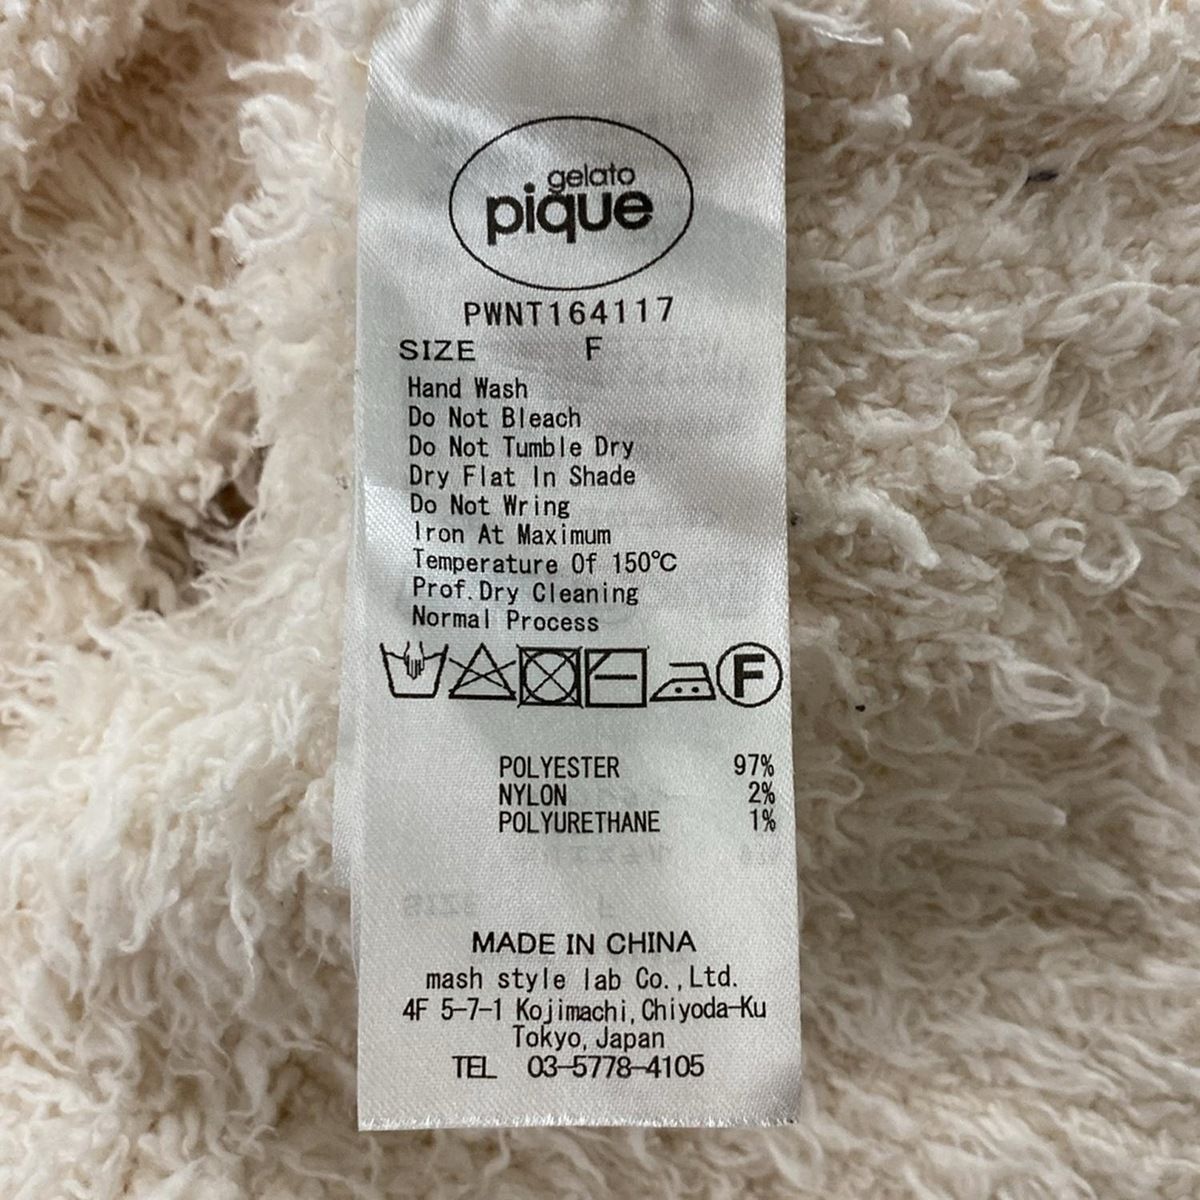 gelato
pique
PWNT164117
SIZE F
Hand Wash
Do Not Bleach
Do Not Tumble Dry
Dry Flat In Shade
Do Not Wring
Iron At Maximum
Temperature Of 150℃
Prof.Dry Cleaning
Normal Process
F
POLYESTER 97%
NYLON 2%
POLYURETHANE 1%
MADE IN CHINA
mash style lab Co.,Ltd.
4F 5-7-1 Kojimachi,Chiyoda-Ku
Tokyo,Japan
TEL 03-5778-4105